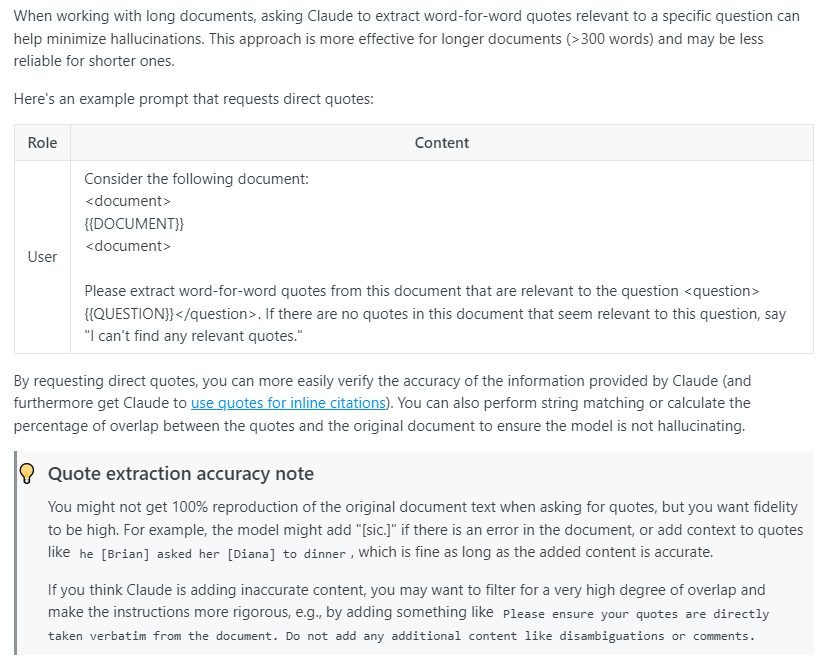 When working with long documents, asking Claude to extract word-for-word quotes relevant to a specific question can
help minimize hallucinations. This approach is more effective for longer documents (>300 words) and may be less
reliable for shorter ones.
Here's an example prompt that requests direct quotes:
Role Content
User
Consider the following document:
<document>
{{DOCUMENT}}
<document>
Please extract word-for-word quotes from this document that are relevant to the question <question>
{{QUESTION}}</question>. If there are no quotes in this document that seem relevant to this question, say
"I can't find any relevant quotes."
By requesting direct quotes, you can more easily verify the accuracy of the information provided by Claude (and
furthermore get Claude to use quotes for inline citations). You can also perform string matching or calculate the
percentage of overlap between the quotes and the original document to ensure the model is not hallucinating.
Quote extraction accuracy note
You might not get 100% reproduction of the original document text when asking for quotes, but you want fidelity
to be high. For example, the model might add "[sic.]" if there is an error in the document, or add context to quotes
like he [Brian] asked her [Diana] to dinner , which is fine as long as the added content is accurate.
If you think Claude is adding inaccurate content, you may want to filter for a very high degree of overlap and
make the instructions more rigorous, e.g., by adding something like Please ensure your quotes are directly
taken verbatim from the document. Do not add any additional content like disambiguations or comments.